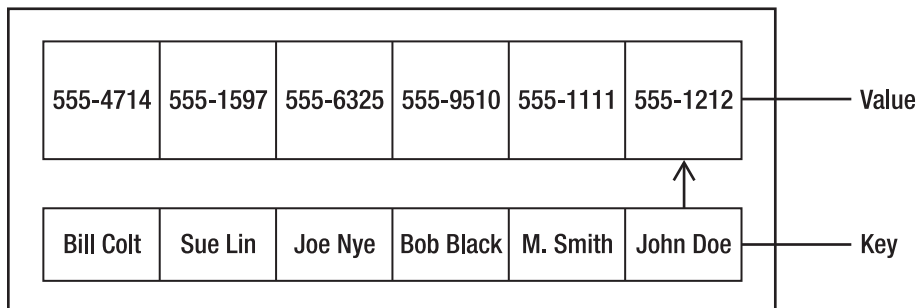 555-4714 555-1597 555-6325 555-9510 555-1111 555-1212 Value
Bill Colt Sue Lin Joe Nye Bob Black M. Smith John Doe Key